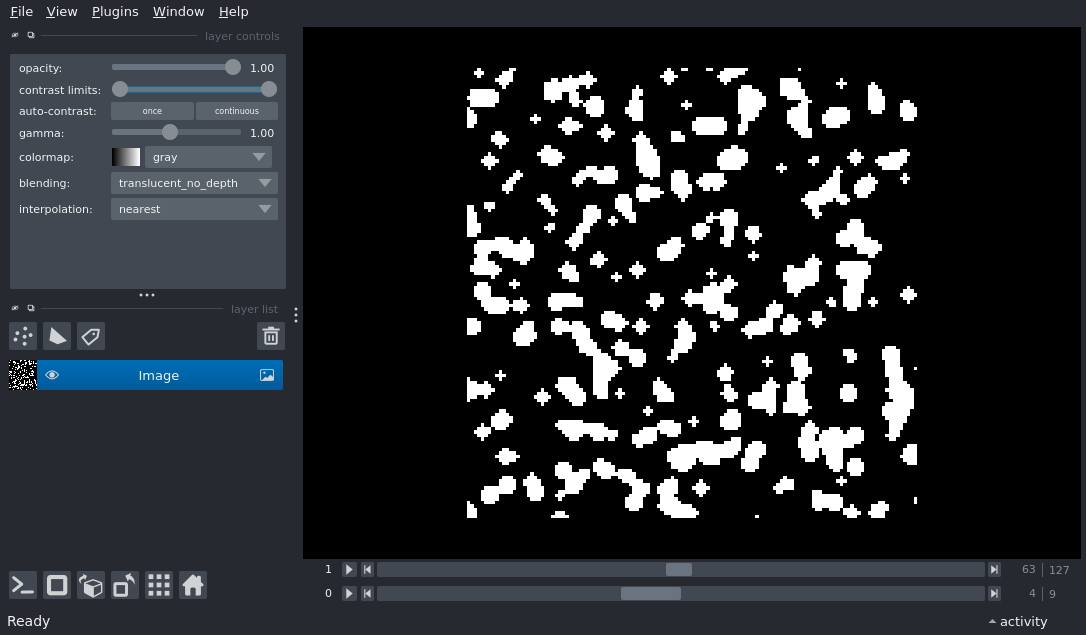 File View Plugins Window Help
layer controls
opacity: 1.00
contrast limits:
auto-contrast: once continuous
gamma: 1.00
colormap: gray
blending: translucent_no_depth
interpolation: nearest
layer list
Image
1 63 127
0 4 9
Ready activity